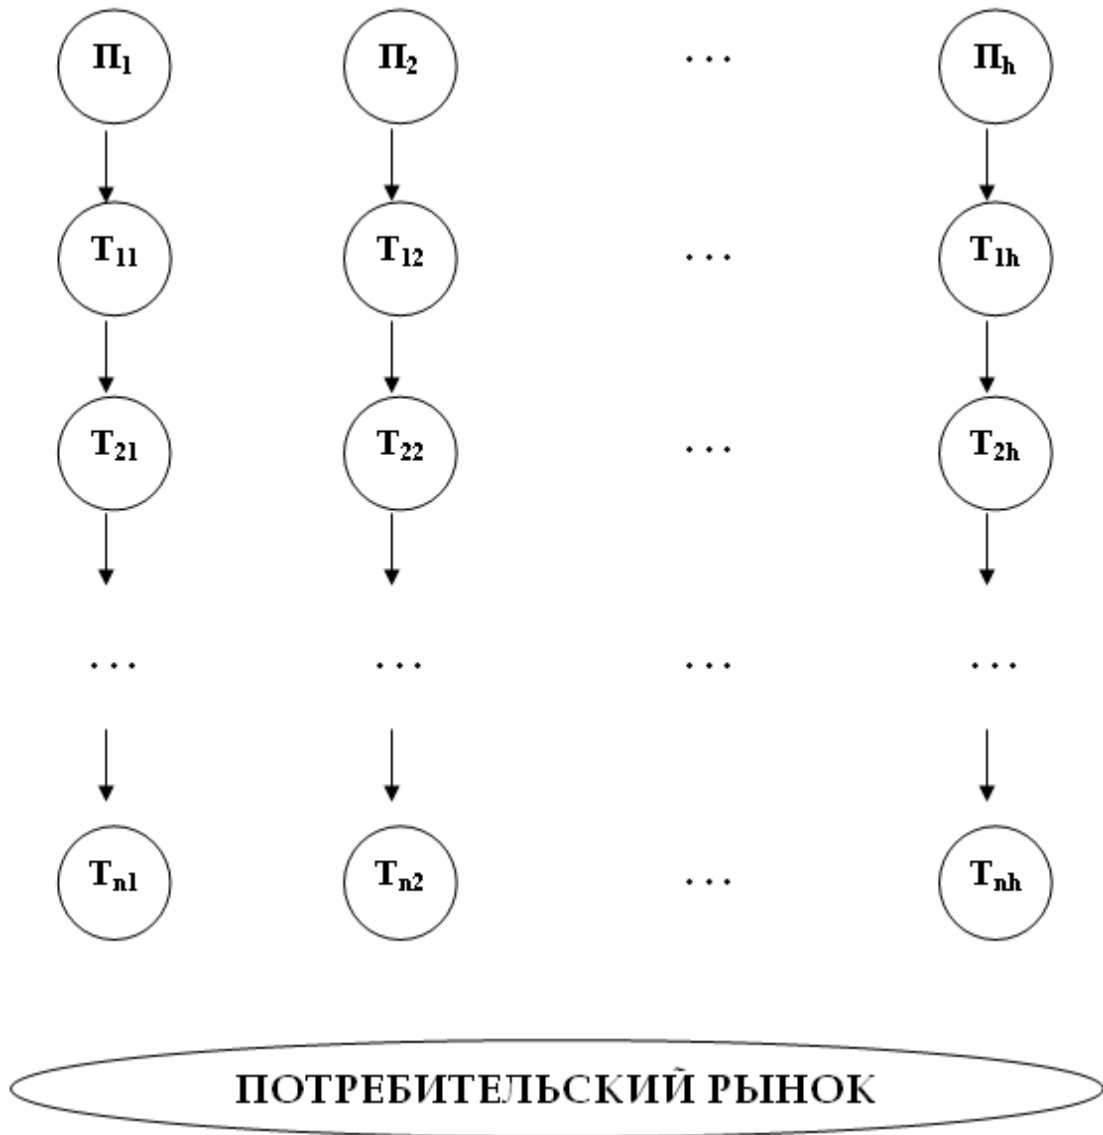 П₁ П₂ . . . Пₕ
Т₁₁ Т₁₂ . . . Т₁ₕ
Т₂₁ Т₂₂ . . . Т₂ₕ
. . . . . . . . . . . .
Тₙ₁ Тₙ₂ . . . Тₙₕ
ПОТРЕБИТЕЛЬСКИЙ РЫНОК